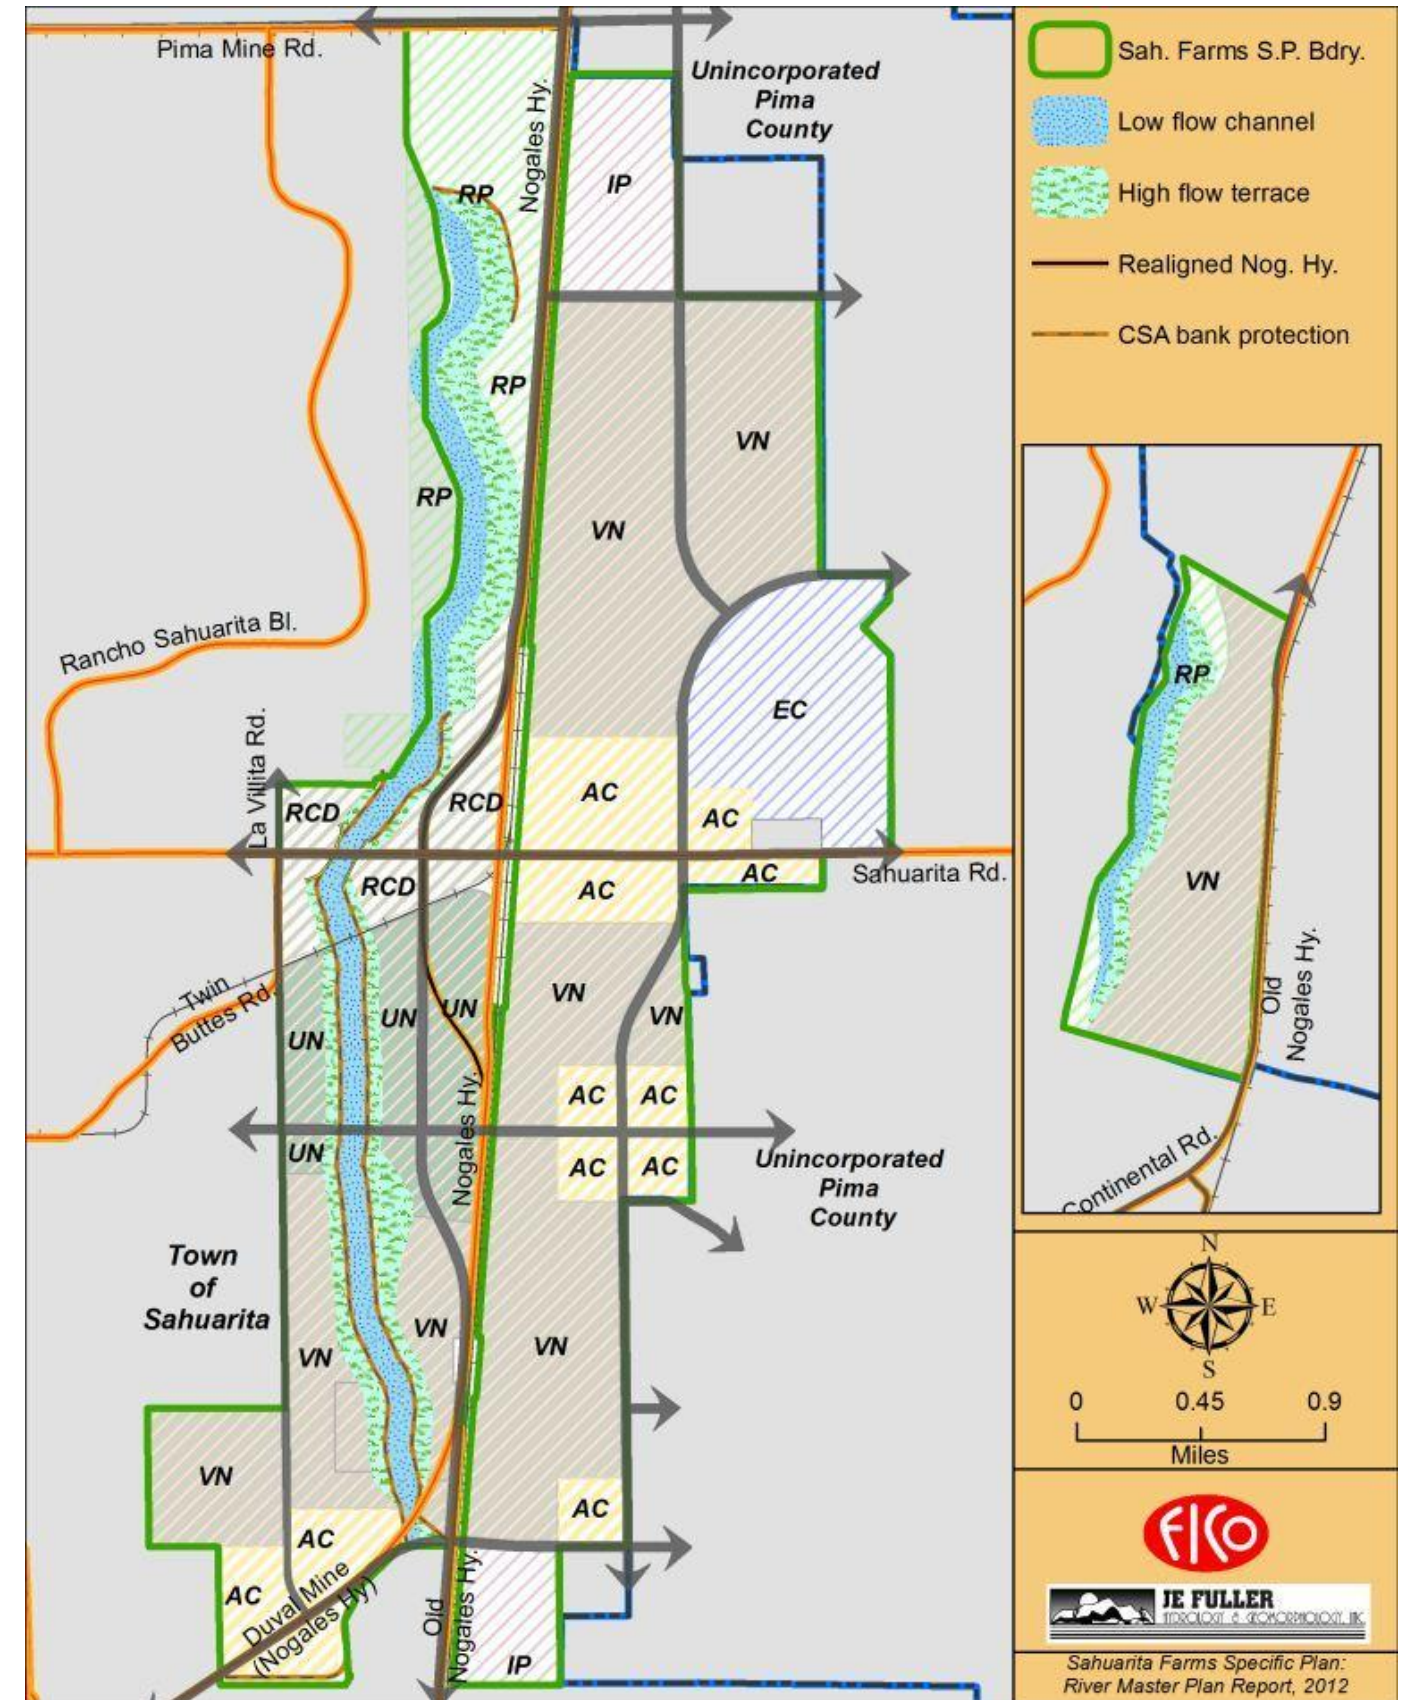 Pima Mine Rd.
Nogales Hy.
Unincorporated
Pima
County
IP
RP
RP
VN
RP
VN
Rancho Sahuarita Bl.
EC
La Villita Rd.
RCD
RCD
AC
AC
RCD
AC
AC
Sahuarita Rd.
Twin
Buttes Rd.
UN
UN
UN
VN
VN
Nogales Hy.
AC
AC
UN
AC
AC
Unincorporated
Pima
County
Town
of
Sahuarita
VN
VN
VN
VN
AC
AC
AC
Duval Mine
(Nogales Hy)
Old
Nogales Hy.
IP
Sah. Farms S.P. Bdry.
Low flow channel
High flow terrace
Realigned Nog. Hy.
CSA bank protection
RP
VN
Old
Nogales Hy.
Continental Rd.
N
W E
S
0 0.45 0.9
Miles
FICO
JE FULLER
HYDROLOGY & GEOMORPHOLOGY, INC.
Sahuarita Farms Specific Plan:
River Master Plan Report, 2012